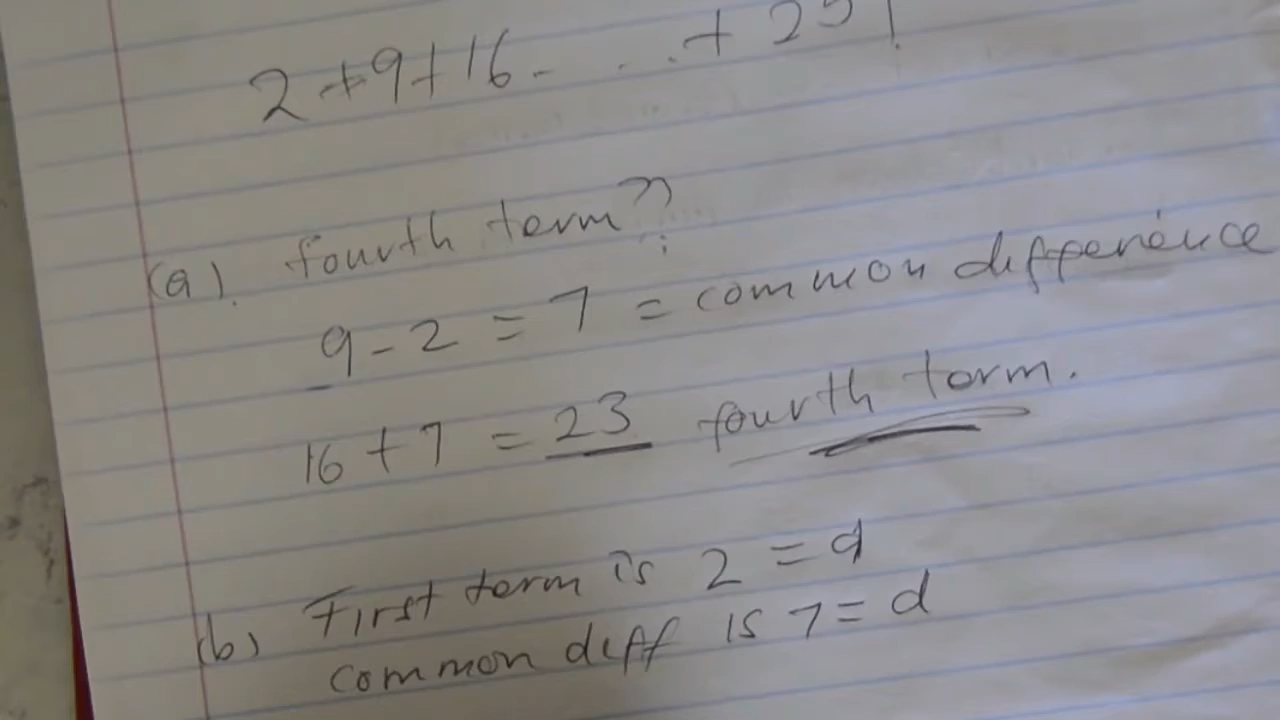 2 + 9 + 16 - . . . + 
(a). fourth term?
9 - 2 = 7 = common difference
16 + 7 = 23 fourth term.
(b) First term is 2 = a
common diff is 7 = d